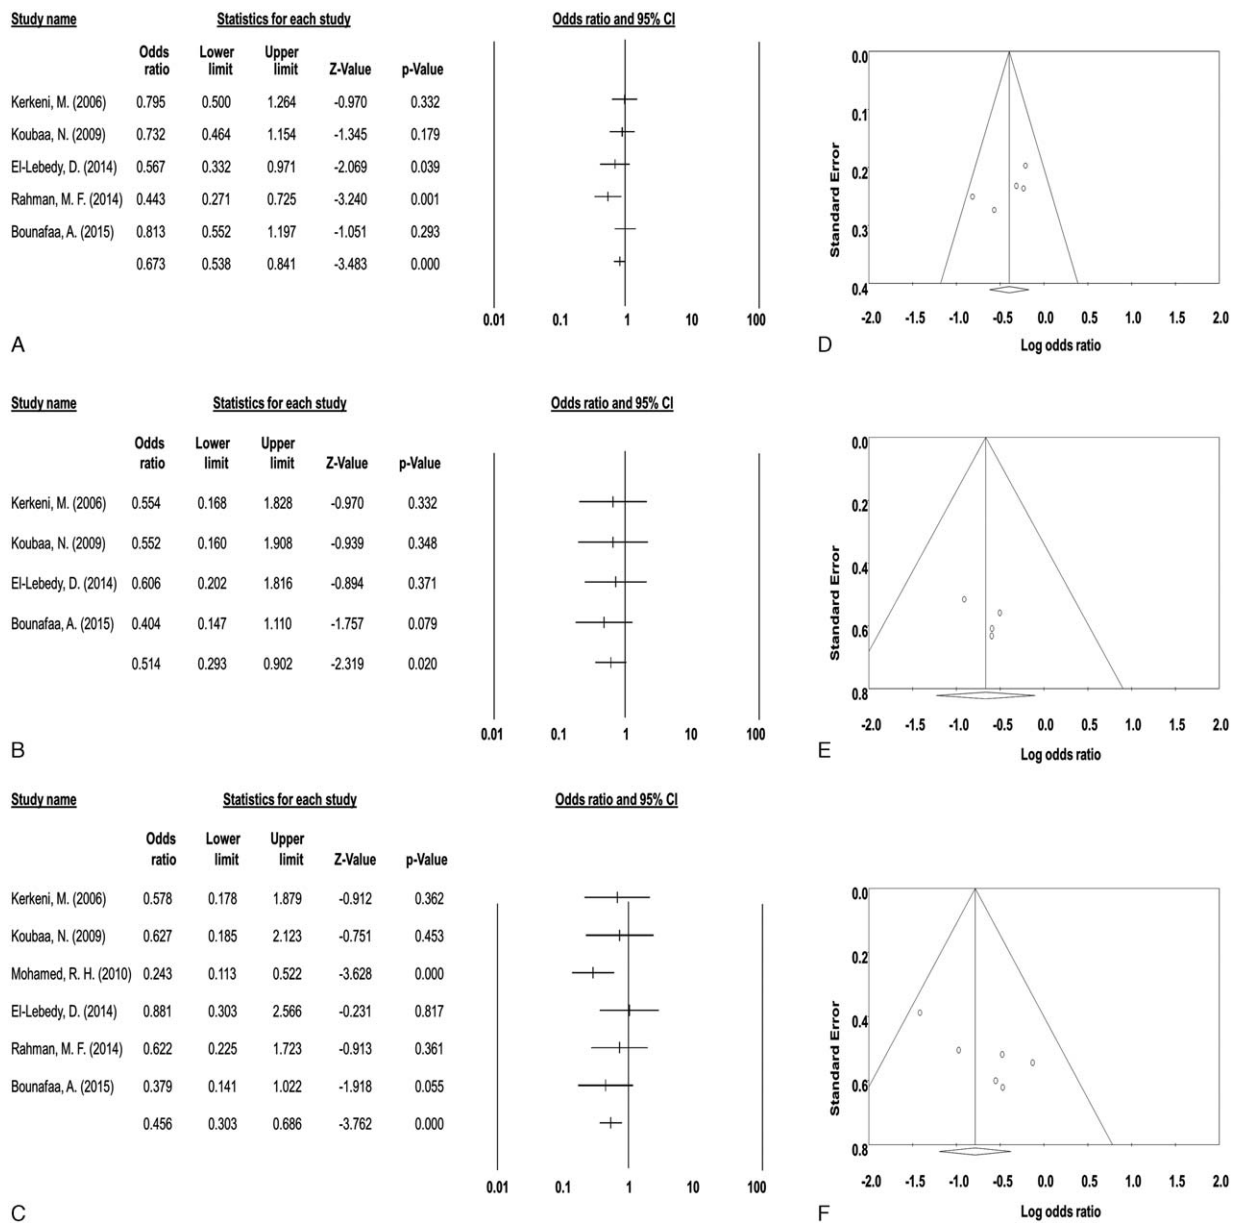 Study name Statistics for each study Odds ratio and 95% CI
Odds Lower Upper
ratio limit limit Z-Value p-Value
Kerkeni, M. (2006) 0.795 0.500 1.264 -0.970 0.332
Koubaa, N. (2009) 0.732 0.464 1.154 -1.345 0.179
El-Lebedy, D. (2014) 0.567 0.332 0.971 -2.069 0.039
Rahman, M. F. (2014) 0.443 0.271 0.725 -3.240 0.001
Bounafaa, A. (2015) 0.813 0.552 1.197 -1.051 0.293
0.673 0.538 0.841 -3.483 0.000
0.01 0.1 1 10 100
A
0.0
0.1
0.2
0.3
0.4
Standard Error
-2.0 -1.5 -1.0 -0.5 0.0 0.5 1.0 1.5 2.0
Log odds ratio
D
Study name Statistics for each study Odds ratio and 95% CI
Odds Lower Upper
ratio limit limit Z-Value p-Value
Kerkeni, M. (2006) 0.554 0.168 1.828 -0.970 0.332
Koubaa, N. (2009) 0.552 0.160 1.908 -0.939 0.348
El-Lebedy, D. (2014) 0.606 0.202 1.816 -0.894 0.371
Bounafaa, A. (2015) 0.404 0.147 1.110 -1.757 0.079
0.514 0.293 0.902 -2.319 0.020
0.01 0.1 1 10 100
B
0.0
0.2
0.4
0.6
0.8
Standard Error
-2.0 -1.5 -1.0 -0.5 0.0 0.5 1.0 1.5 2.0
Log odds ratio
E
Study name Statistics for each study Odds ratio and 95% CI
Odds Lower Upper
ratio limit limit Z-Value p-Value
Kerkeni, M. (2006) 0.578 0.178 1.879 -0.912 0.362
Koubaa, N. (2009) 0.627 0.185 2.123 -0.751 0.453
Mohamed, R. H. (2010) 0.243 0.113 0.522 -3.628 0.000
El-Lebedy, D. (2014) 0.881 0.303 2.566 -0.231 0.817
Rahman, M. F. (2014) 0.622 0.225 1.723 -0.913 0.361
Bounafaa, A. (2015) 0.379 0.141 1.022 -1.918 0.055
0.456 0.303 0.686 -3.762 0.000
0.01 0.1 1 10 100
C
0.0
0.2
0.4
0.6
0.8
Standard Error
-2.0 -1.5 -1.0 -0.5 0.0 0.5 1.0 1.5 2.0
Log odds ratio
F